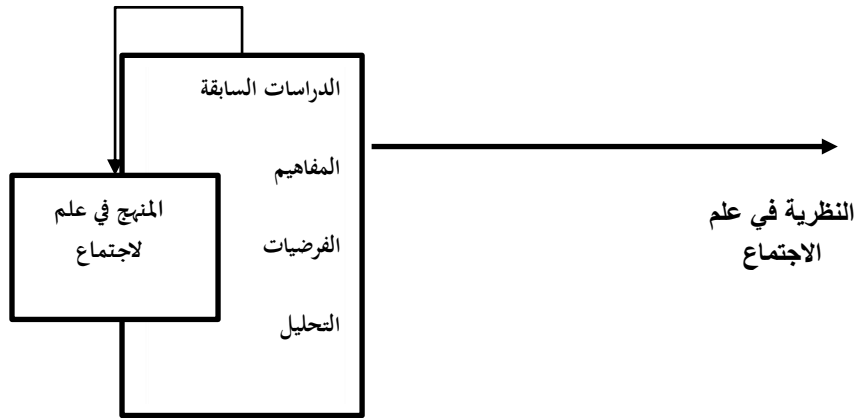 الدراسات السابقة
المفاهيم
الفرضيات
التحليل
المنهج في علم
لاجتماع
النظرية في علم
الاجتماع